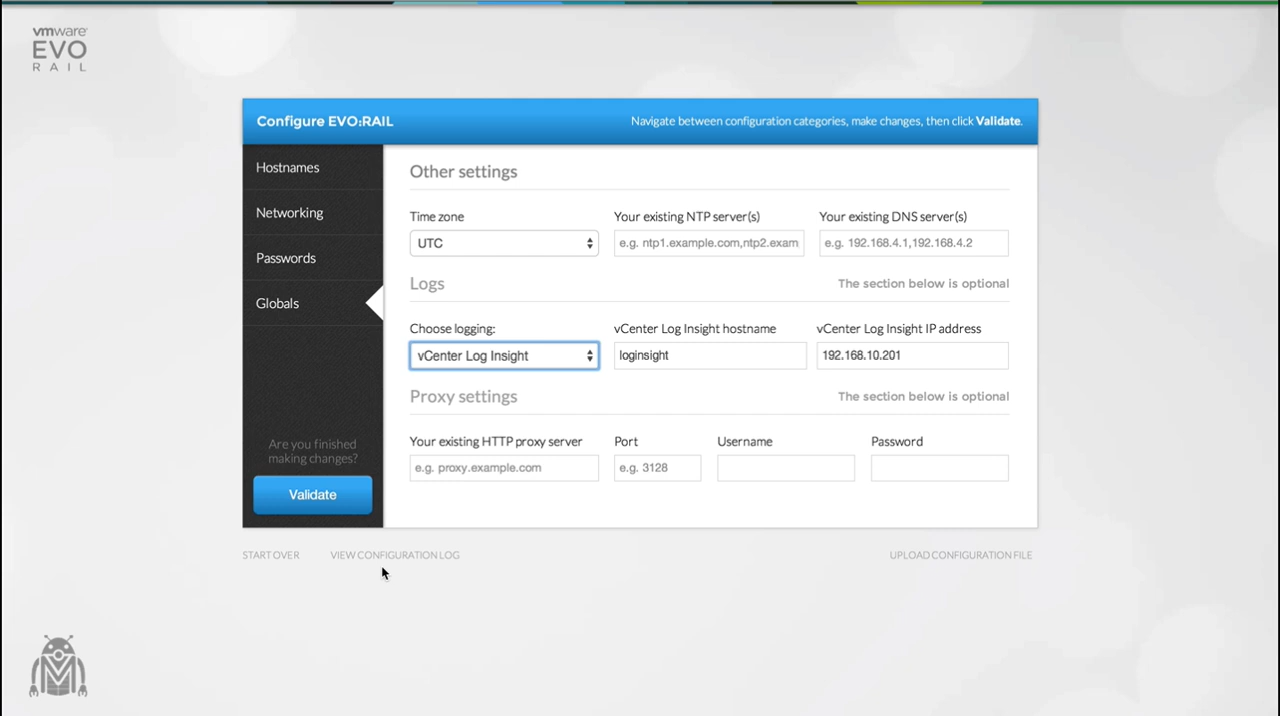 vmware
EVO
RAIL
Configure EVO:RAIL
Navigate between configuration categories, make changes, then click Validate.
Hostnames
Networking
Passwords
Globals
Are you finished
making changes?
Validate
Other settings
Time zone
Your existing NTP server(s)
Your existing DNS server(s)
UTC
e.g. ntp1.example.com,ntp2.exam
e.g. 192.168.4.1,192.168.4.2
Logs
The section below is optional
Choose logging:
vCenter Log Insight hostname
vCenter Log Insight IP address
vCenter Log Insight
loginsight
192.168.10.201
Proxy settings
The section below is optional
Your existing HTTP proxy server
Port
Username
Password
e.g. proxy.example.com
e.g. 3128
START OVER
VIEW CONFIGURATION LOG
UPLOAD CONFIGURATION FILE